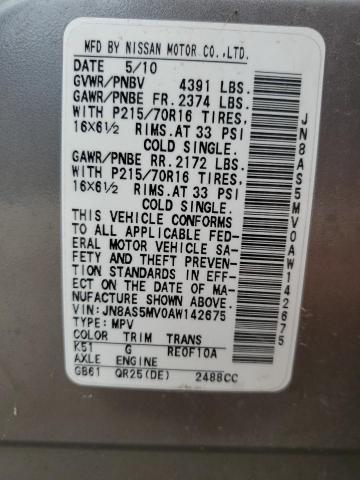 MFD BY NISSAN MOTOR CO.,LTD.
DATE 5/10
GVWR/PNBV 4391 LBS.
GAWR/PNBE FR. 2374 LBS.
WITH P215/70R16 TIRES,
16X6½ RIMS.AT 33 PSI
COLD SINGLE.
GAWR/PNBE RR. 2172 LBS.
WITH P215/70R16 TIRES,
16X6½ RIMS.AT 33 PSI
COLD SINGLE.
THIS VEHICLE CONFORMS
TO ALL APPLICABLE FED-
ERAL MOTOR VEHICLE SA-
FETY AND THEFT PREVEN-
TION STANDARDS IN EFF-
ECT ON THE DATE OF MA-
NUFACTURE SHOWN ABOVE.
VIN:JN8AS5MV0AW142675
TYPE:MPV
COLOR TRIM TRANS
K51 G RE0F10A
AXLE ENGINE
GB61 QR25(DE) 2488CC
JN8AS5MV0AW142675